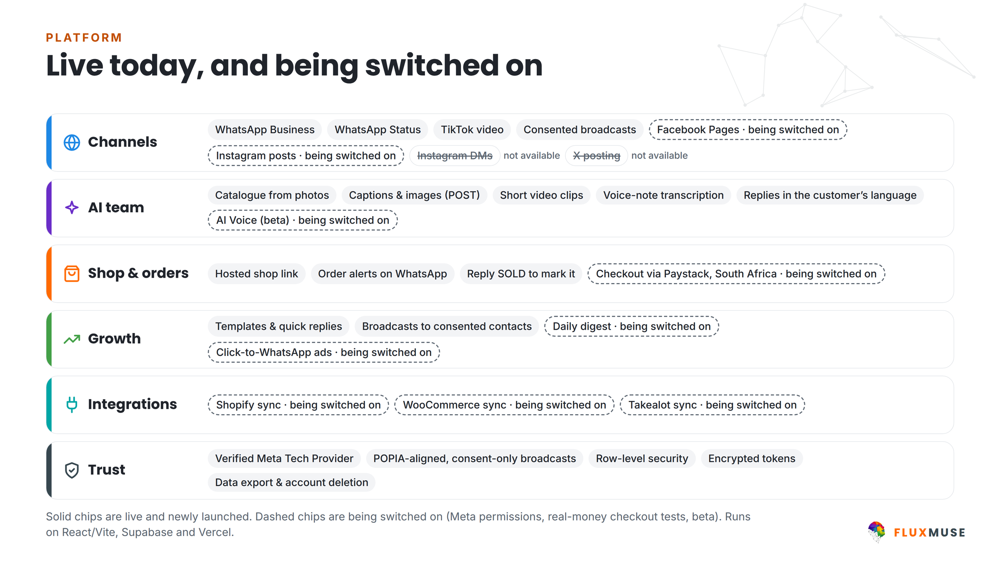 PLATFORM
Live today, and being switched on
Channels
WhatsApp Business
WhatsApp Status
TikTok video
Consented broadcasts
Facebook Pages · being switched on
Instagram posts · being switched on
Instagram DMs not available
X posting not available
AI team
Catalogue from photos
Captions & images (POST)
Short video clips
Voice-note transcription
Replies in the customer’s language
AI Voice (beta) · being switched on
Shop & orders
Hosted shop link
Order alerts on WhatsApp
Reply SOLD to mark it
Checkout via Paystack, South Africa · being switched on
Growth
Templates & quick replies
Broadcasts to consented contacts
Daily digest · being switched on
Click-to-WhatsApp ads · being switched on
Integrations
Shopify sync · being switched on
WooCommerce sync · being switched on
Takealot sync · being switched on
Trust
Verified Meta Tech Provider
POPIA-aligned, consent-only broadcasts
Row-level security
Encrypted tokens
Data export & account deletion
Solid chips are live and newly launched. Dashed chips are being switched on (Meta permissions, real-money checkout tests, beta). Runs
on React/Vite, Supabase and Vercel.
FLUXMUSE